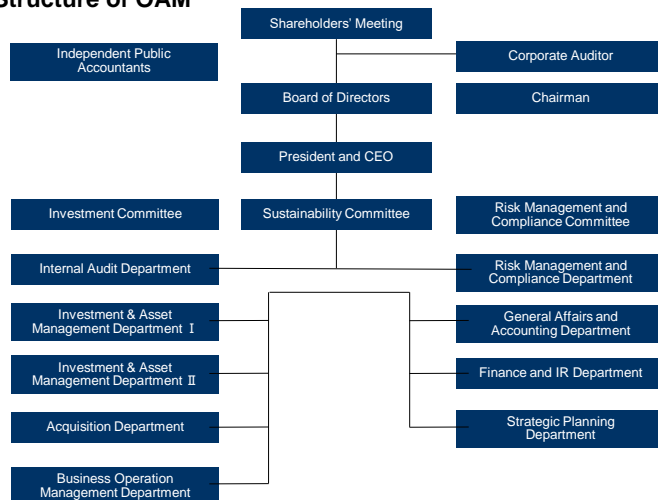 Structure of OAM
Shareholders' Meeting
Independent Public
Accountants
Corporate Auditor
Board of Directors
Chairman
President and CEO
Investment Committee
Sustainability Committee
Risk Management and
Compliance Committee
Internal Audit Department
Risk Management and
Compliance Department
Investment & Asset
Management Department Ⅰ
General Affairs and
Accounting Department
Investment & Asset
Management Department Ⅱ
Finance and IR Department
Acquisition Department
Strategic Planning
Department
Business Operation
Management Department